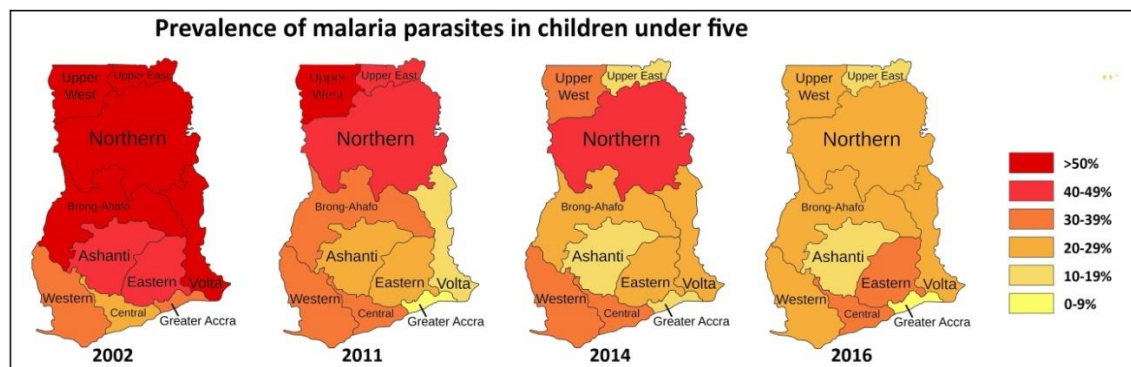 Prevalence of malaria parasites in children under five
Upper
West
Upper East
Northern
Brong-Ahafo
Ashanti
Eastern
Volta
Western
Central
Greater Accra
2002
Upper
West
Upper East
Northern
Brong-Ahafo
Ashanti
Eastern
Volta
Western
Central
Greater Accra
2011
Upper
West
Upper East
Northern
Brong-Ahafo
Ashanti
Eastern
Volta
Western
Central
Greater Accra
2014
Upper
West
Upper East
Northern
Brong-Ahafo
Ashanti
Eastern
Volta
Western
Central
Greater Accra
2016
>50%
40-49%
30-39%
20-29%
10-19%
0-9%